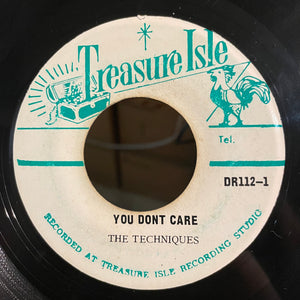 Treasure Isle
Tel.
DR112-1
YOU DONT CARE
THE TECHNIQUES
RECORDED AT TREASURE ISLE RECORDING STUDIO